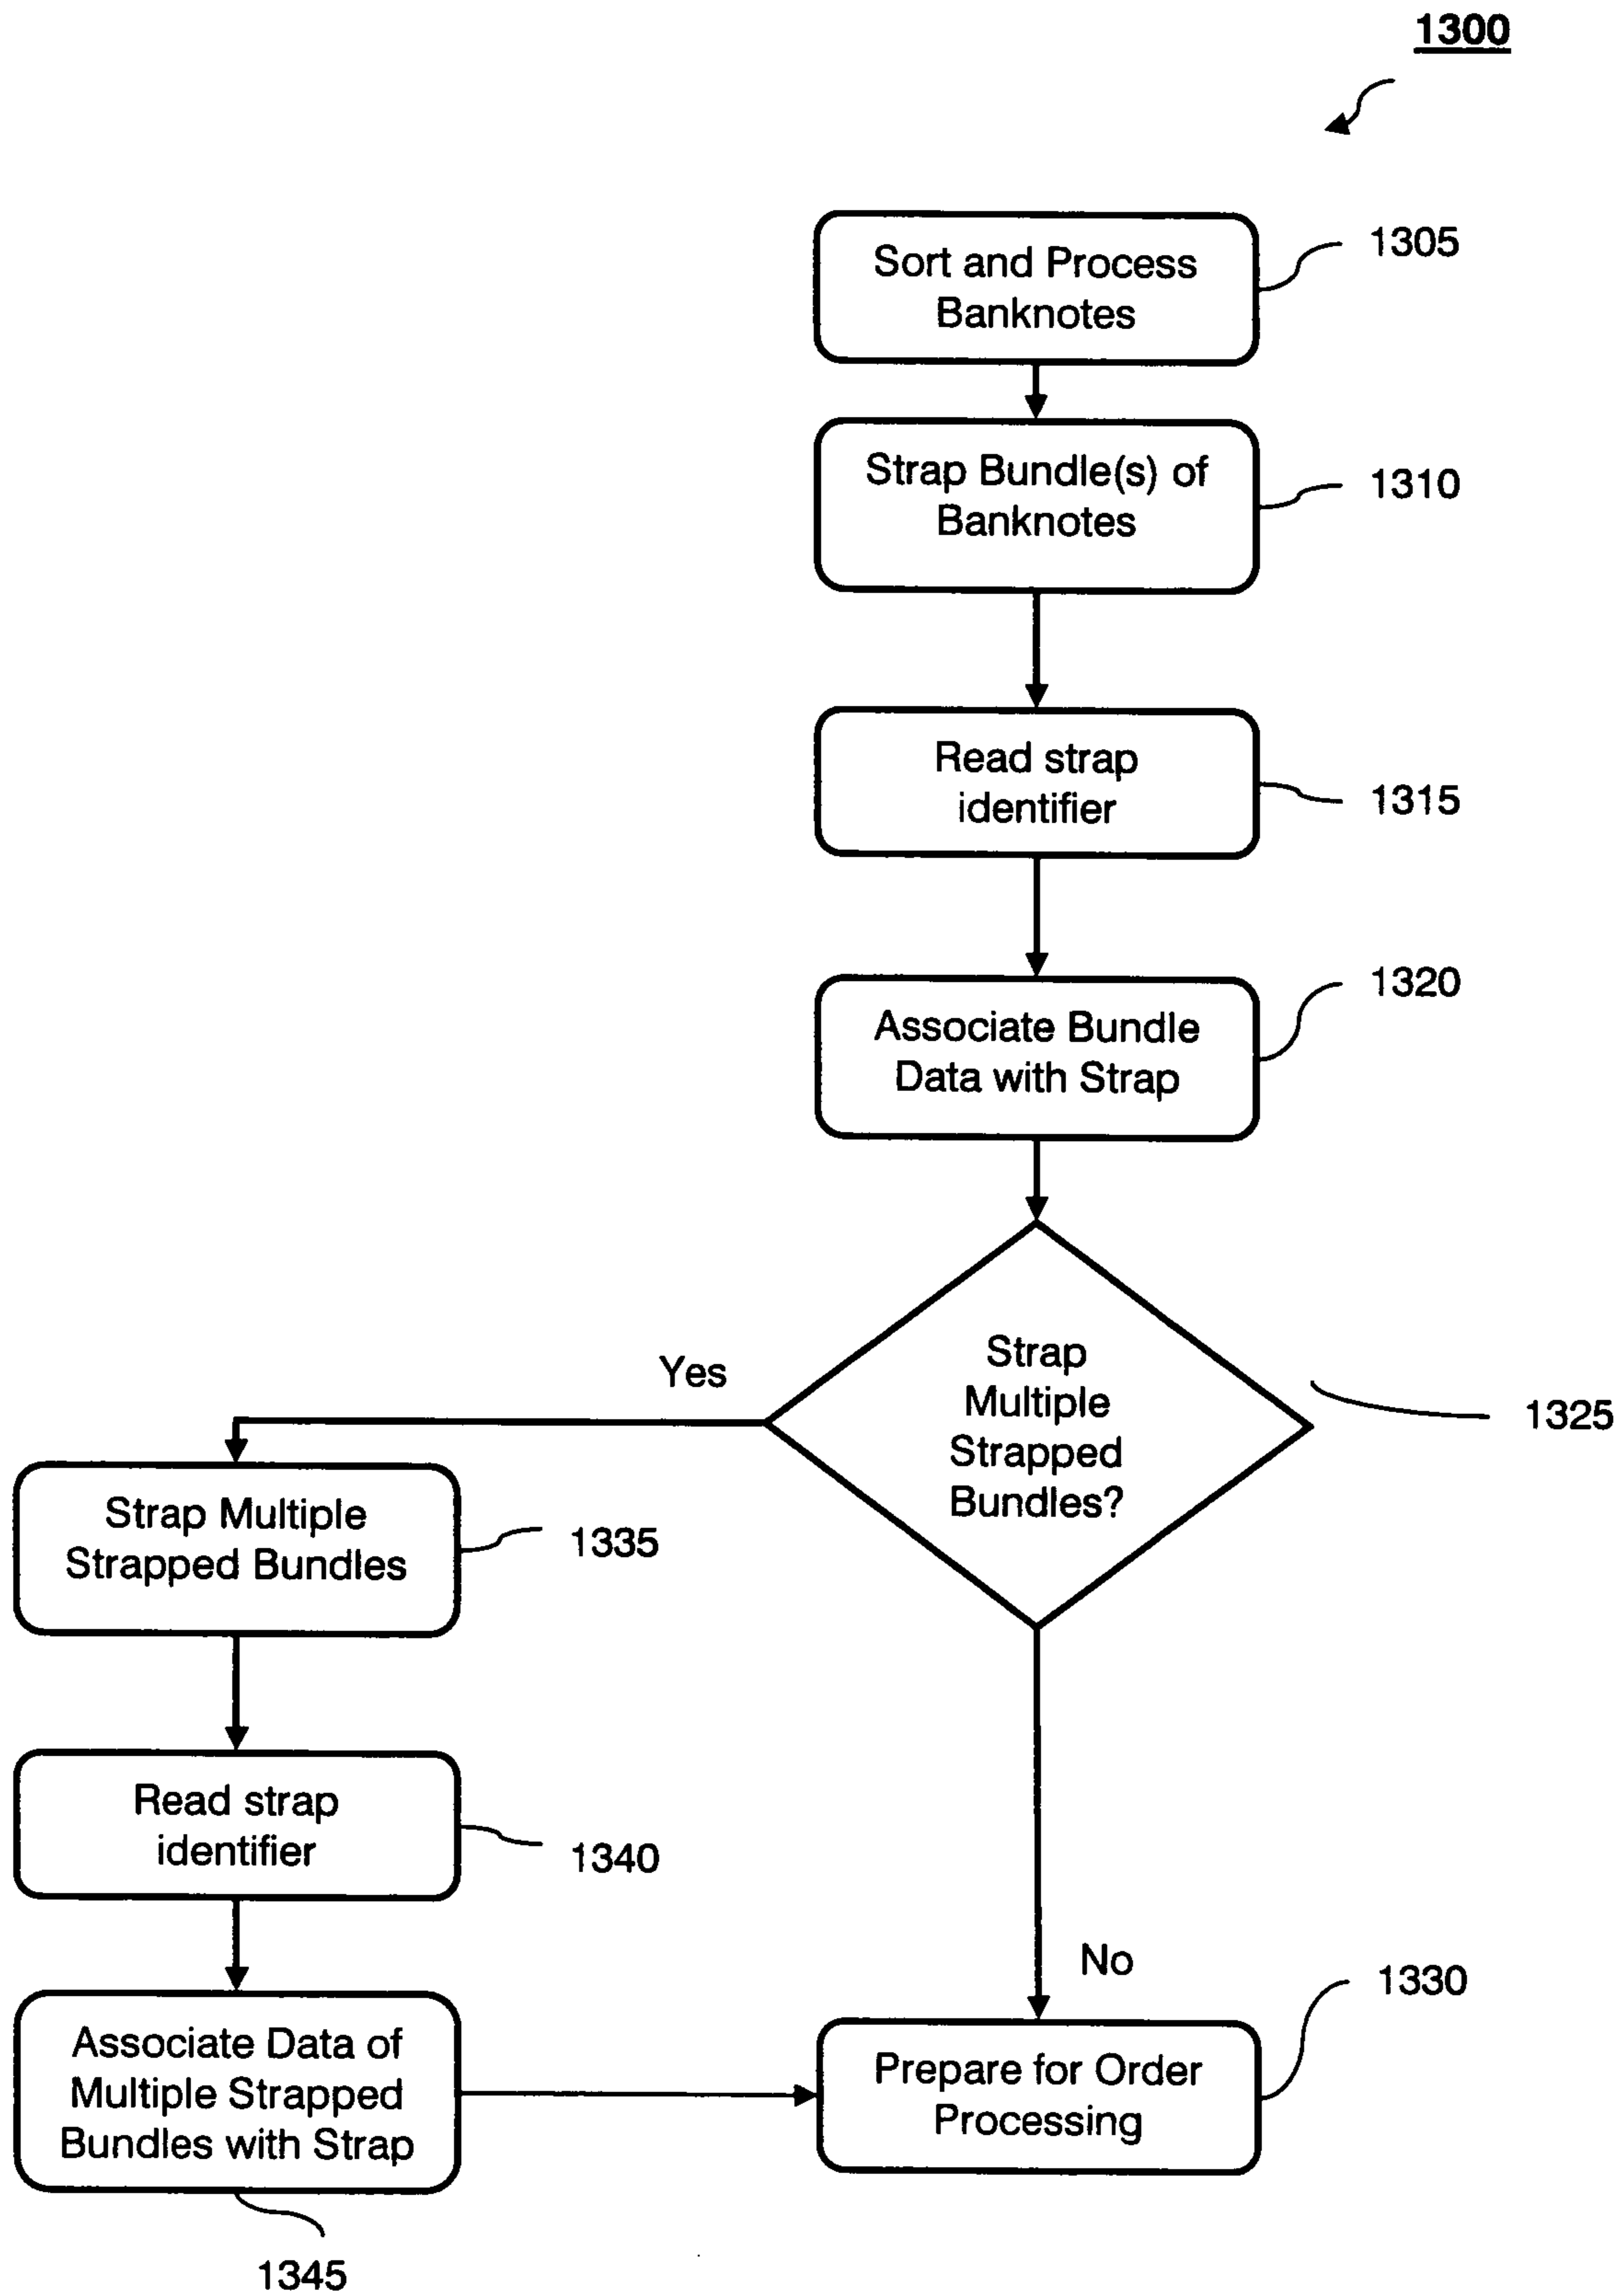 1300
Sort and Process
Banknotes
1305
Strap Bundle(s) of
Banknotes
1310
Read strap
identifier
1315
Associate Bundle
Data with Strap
1320
Strap
Multiple
Strapped
Bundles?
1325
Yes
Strap Multiple
Strapped Bundles
1335
Read strap
identifier
1340
Associate Data of
Multiple Strapped
Bundles with Strap
1345
No
Prepare for Order
Processing
1330